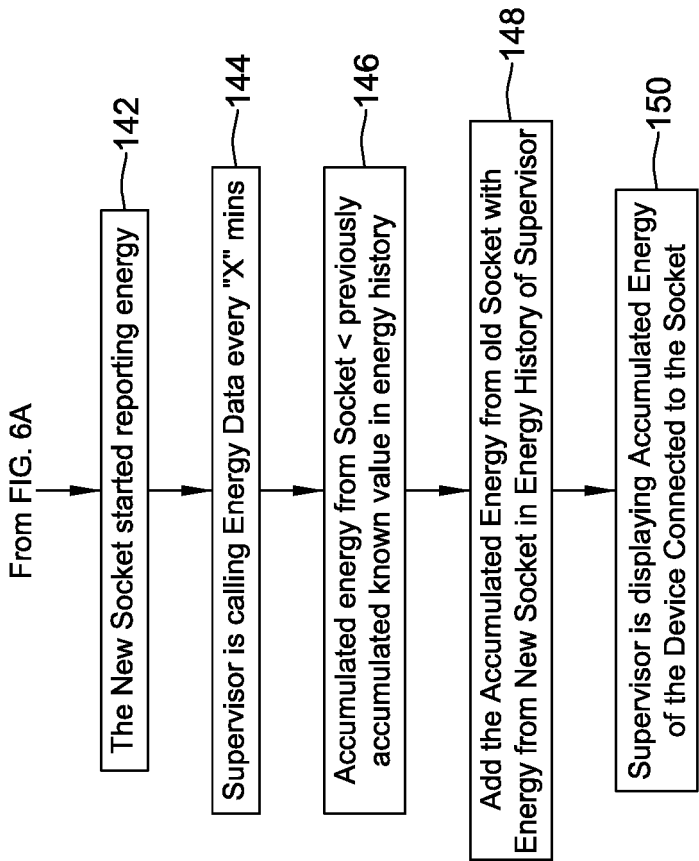 From FIG. 6A
The New Socket started reporting energy
142
Supervisor is calling Energy Data every "X" mins
144
Accumulated energy from Socket < previously
accumulated known value in energy history
146
Add the Accumulated Energy from old Socket with
Energy from New Socket in Energy History of Supervisor
148
Supervisor is displaying Accumulated Energy
of the Device Connected to the Socket
150